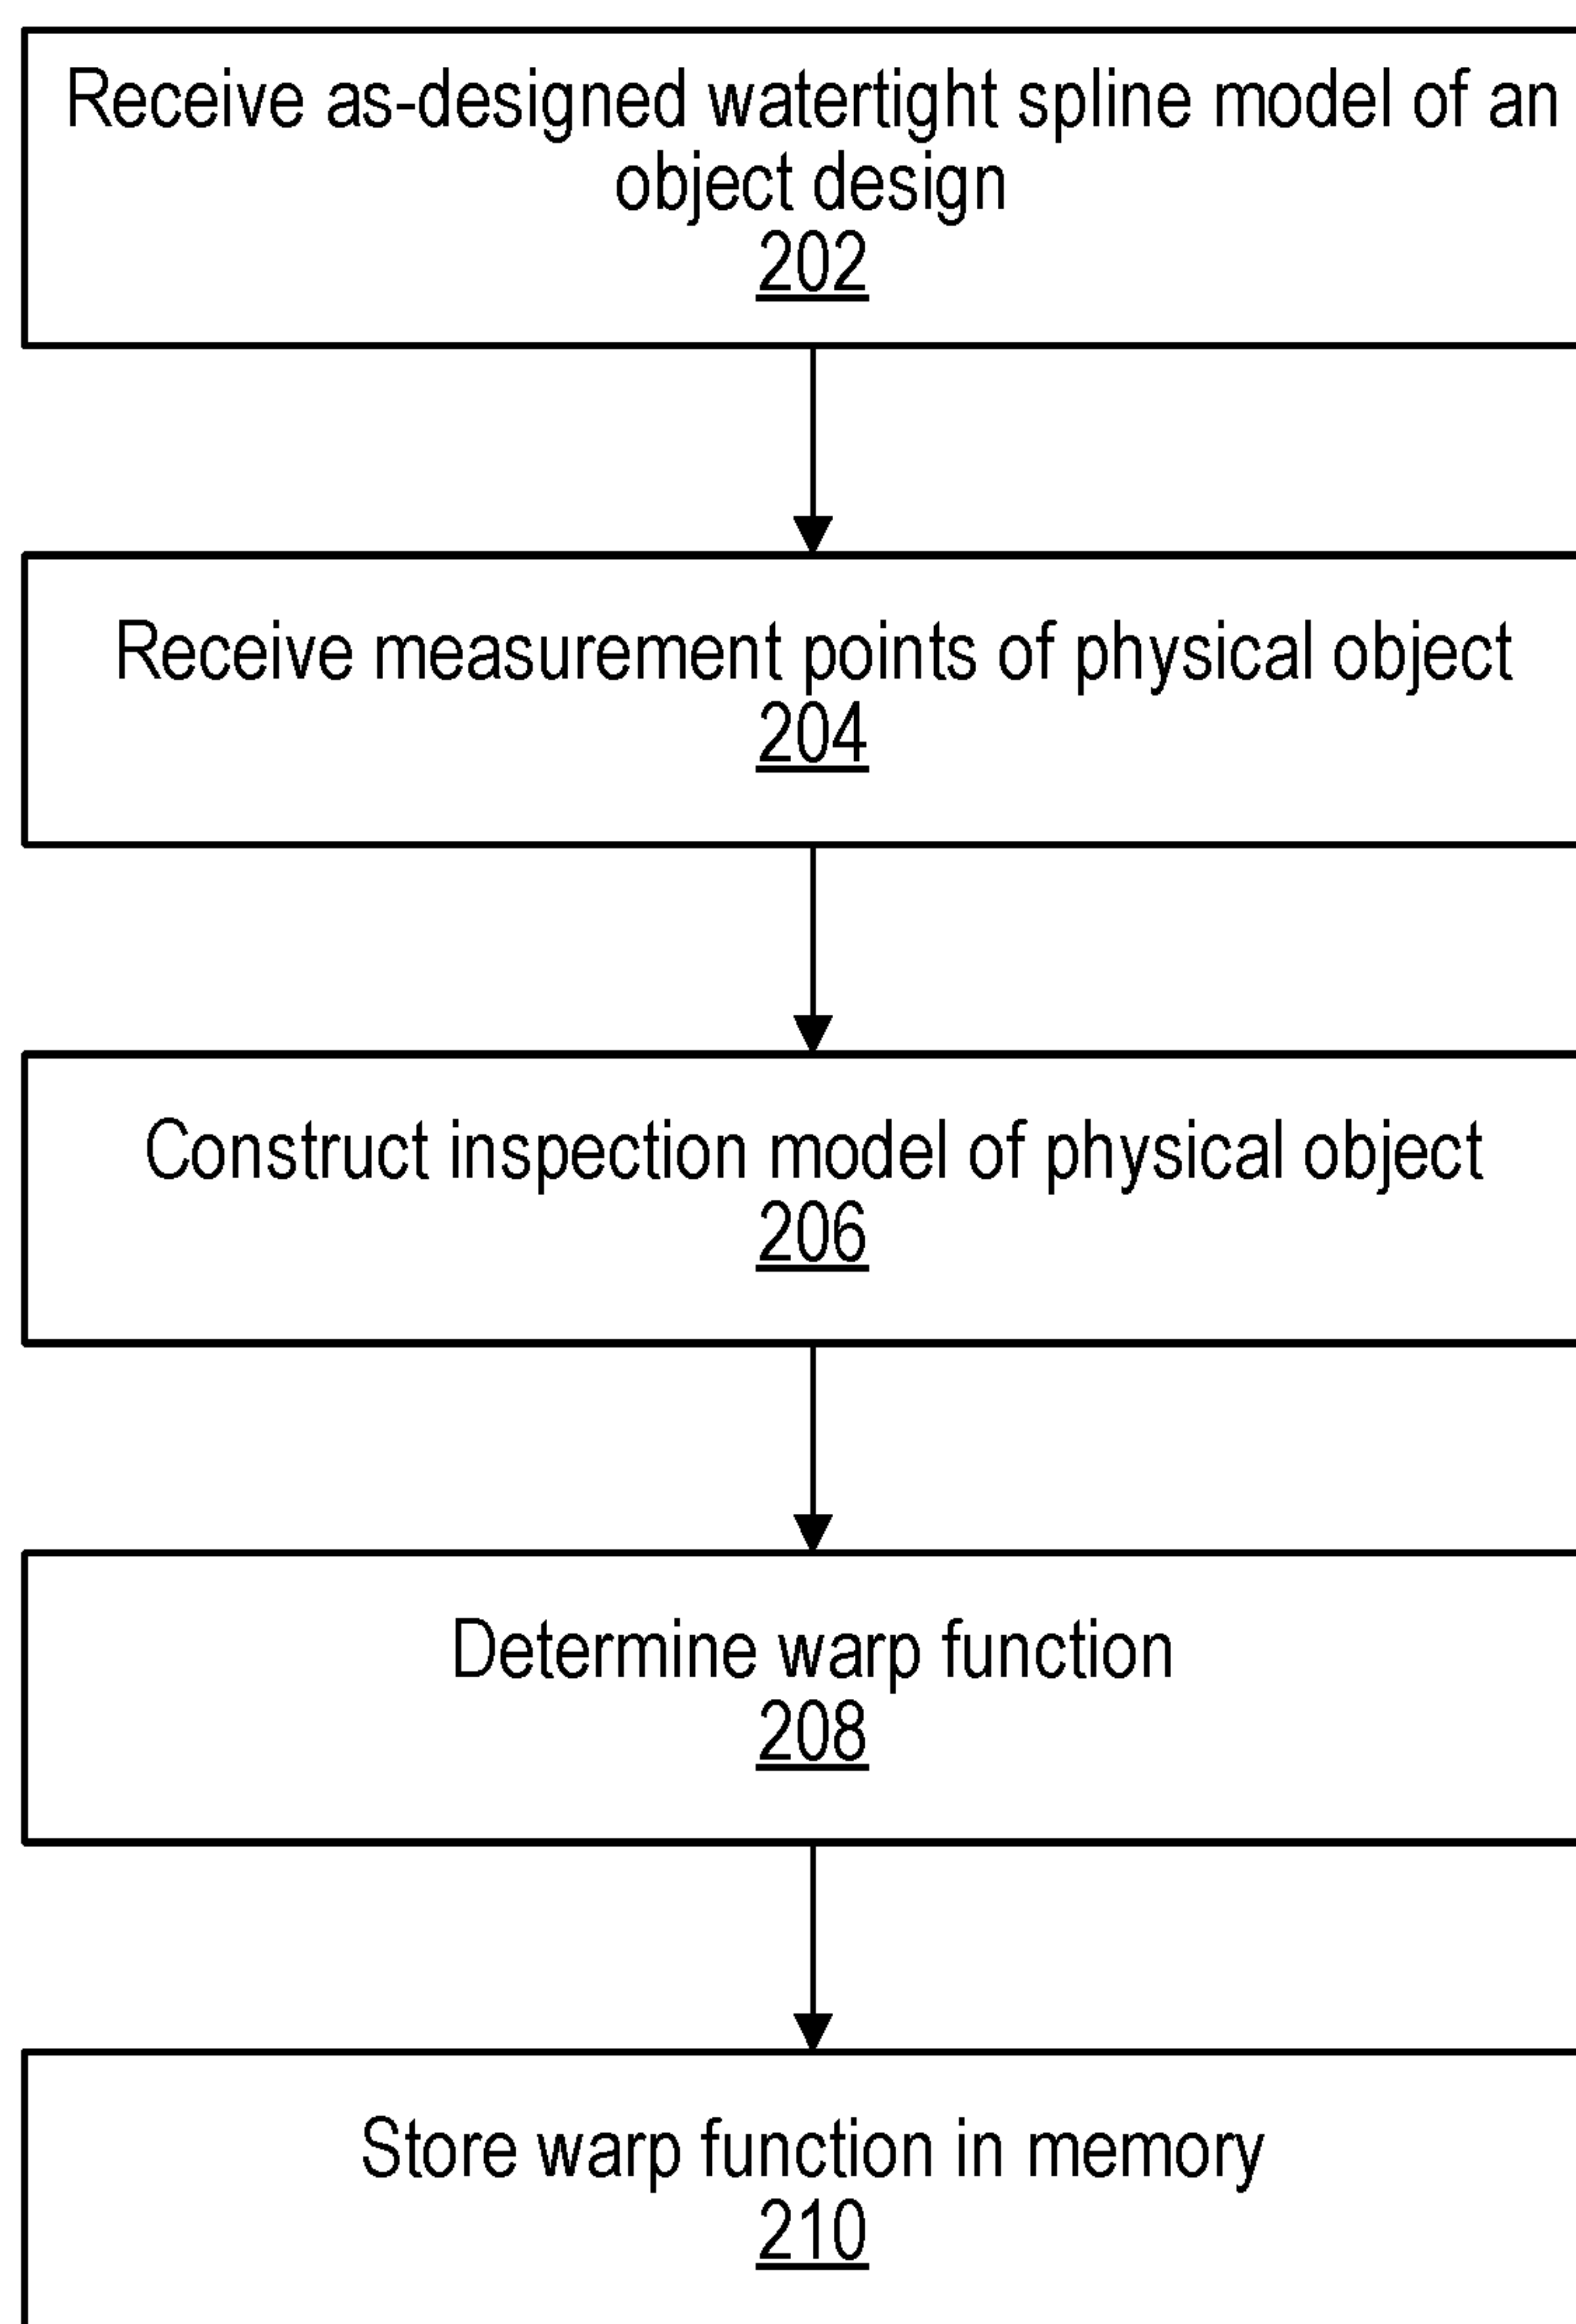 Receive as-designed watertight spline model of an
object design
202
Receive measurement points of physical object
204
Construct inspection model of physical object
206
Determine warp function
208
Store warp function in memory
210